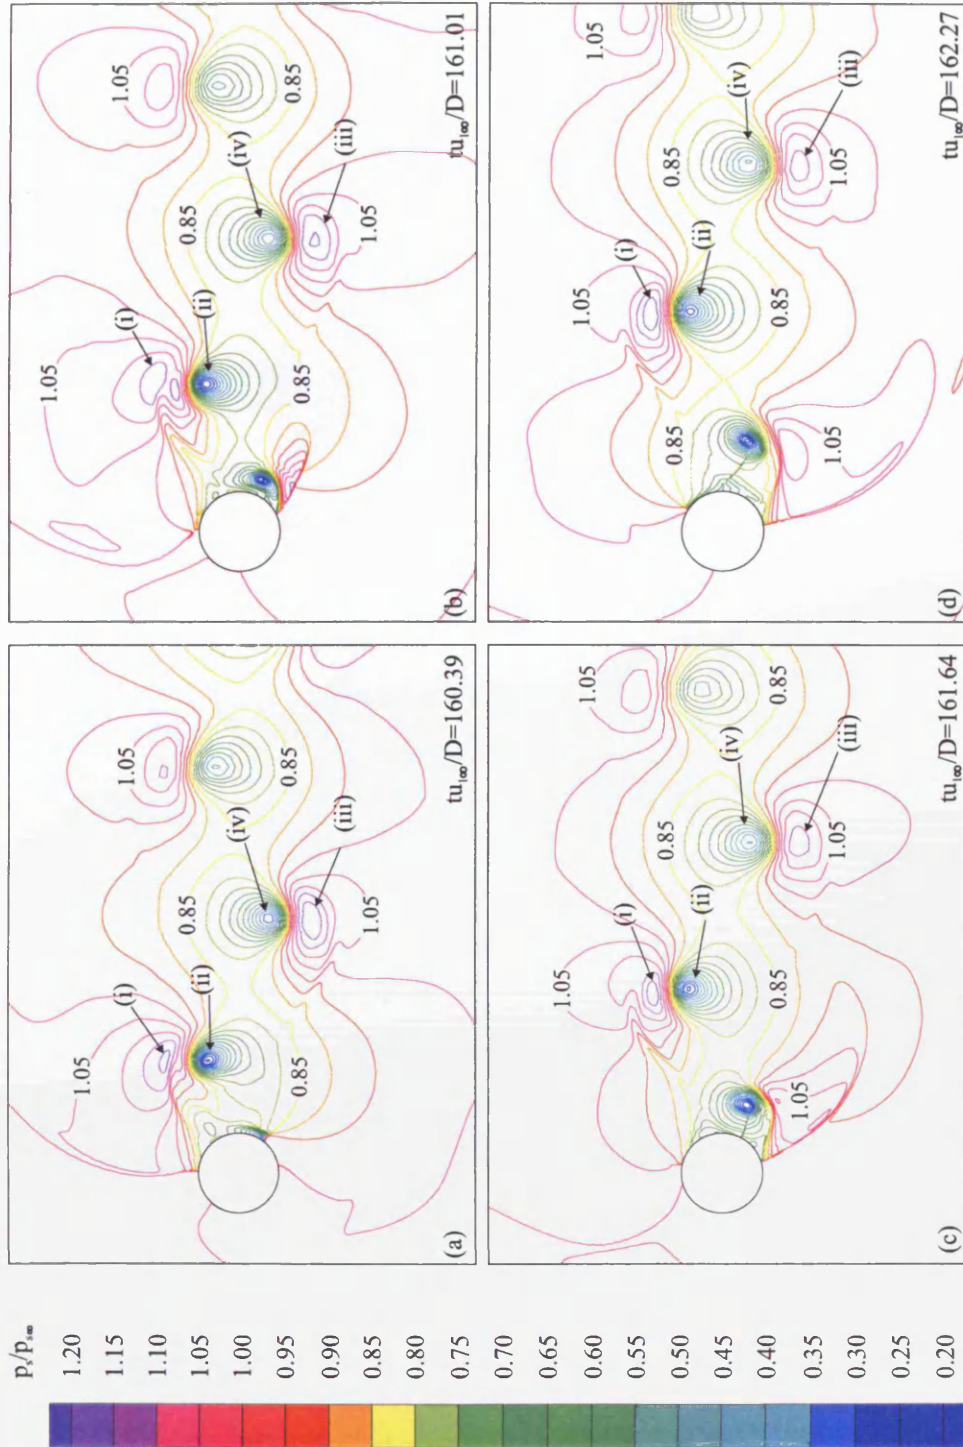 p_s/p_s∞
1.20
1.15
1.10
1.05
1.00
0.95
0.90
0.85
0.80
0.75
0.70
0.65
0.60
0.55
0.50
0.45
0.40
0.35
0.30
0.25
0.20
(a)
1.05
(i)
(ii)
0.85
0.85
(iv)
(iii)
1.05
1.05
0.85
tu_1∞/D=160.39
(b)
1.05
(i)
(ii)
0.85
0.85
(iv)
(iii)
1.05
1.05
0.85
tu_1∞/D=161.01
(c)
1.05
1.05
(i)
(ii)
0.85
0.85
(iv)
(iii)
1.05
1.05
0.85
tu_1∞/D=161.64
(d)
0.85
1.05
1.05
(i)
(ii)
0.85
0.85
(iv)
(iii)
1.05
1.05
tu_1∞/D=162.27